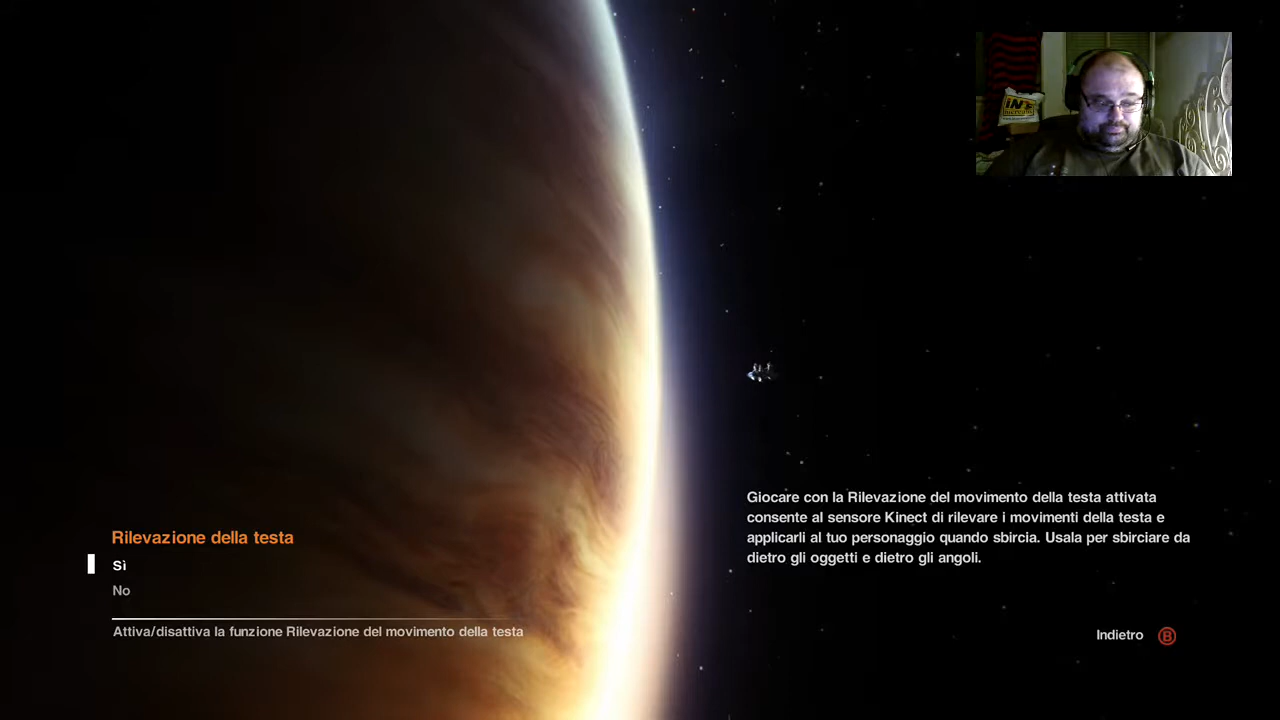 INT
Rilevazione della testa
Sì
No
Attiva/disattiva la funzione Rilevazione del movimento della testa
Giocare con la Rilevazione del movimento della testa attivata
consente al sensore Kinect di rilevare i movimenti della testa e
applicarli al tuo personaggio quando sbircia. Usala per sbirciare da
dietro gli oggetti e dietro gli angoli.
Indietro B